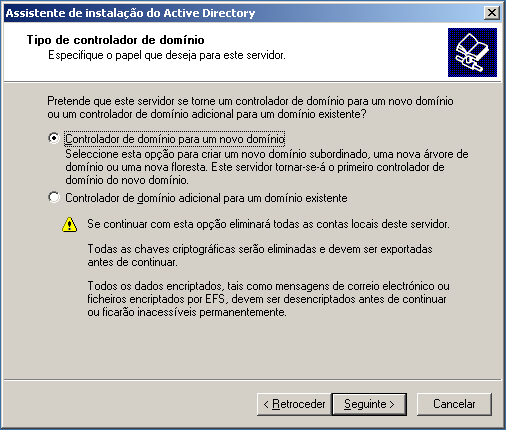 Assistente de instalação do Active Directory
Tipo de controlador de domínio
Especifique o papel que deseja para este servidor.
Pretende que este servidor se torne um controlador de domínio para um novo domínio
ou um controlador de domínio adicional para um domínio existente?
Controlador de domínio para um novo domínio
Seleccione esta opção para criar um novo domínio subordinado, uma nova árvore de
domínio ou uma nova floresta. Este servidor tornar-se-á o primeiro controlador de
domínio do novo domínio.
Controlador de domínio adicional para um domínio existente
Se continuar com esta opção eliminará todas as contas locais deste servidor.
Todas as chaves criptográficas serão eliminadas e devem ser exportadas
antes de continuar.
Todos os dados encriptados, tais como mensagens de correio electrónico ou
ficheiros encriptados por EFS, devem ser desencriptados antes de continuar
ou ficarão inacessíveis permanentemente.
< Retroceder Seguinte > Cancelar